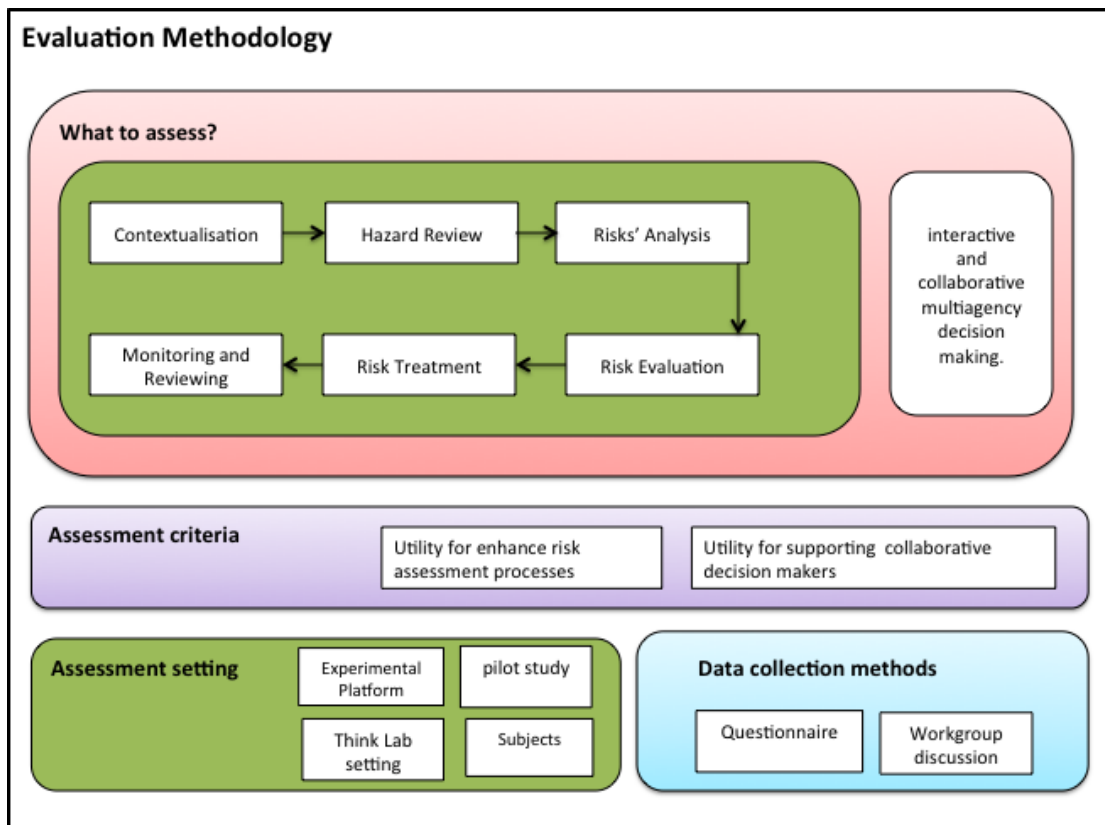 Evaluation Methodology
What to assess?
Contextualisation
Hazard Review
Risks’ Analysis
Monitoring and
Reviewing
Risk Treatment
Risk Evaluation
interactive
and
collaborative
multiagency
decision
making.
Assessment criteria
Utility for enhance risk
assessment processes
Utility for supporting collaborative
decision makers
Assessment setting
Experimental
Platform
pilot study
Think Lab
setting
Subjects
Data collection methods
Questionnaire
Workgroup
discussion